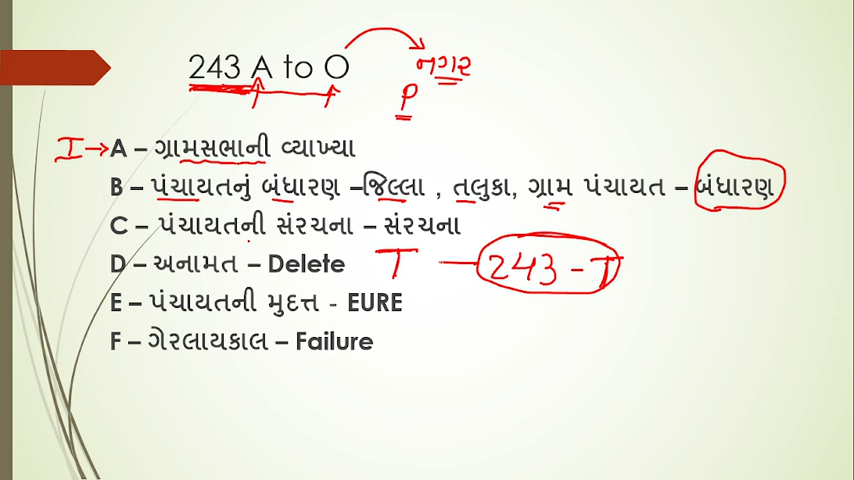 243 A to O
નગર
P
I → A – ગ્રામસભાની વ્યાખ્યા
B – પંચાયતનું બંધારણ –જિલ્લા , તલુકા, ગ્રામ પંચાયત – બંધારણ
C – પંચાયતની સંરચના – સંરચના
D – અનામત – Delete T — 243 - T
E – પંચાયતની મુદત્ત - EURE
F – ગેરલાયકાલ – Failure